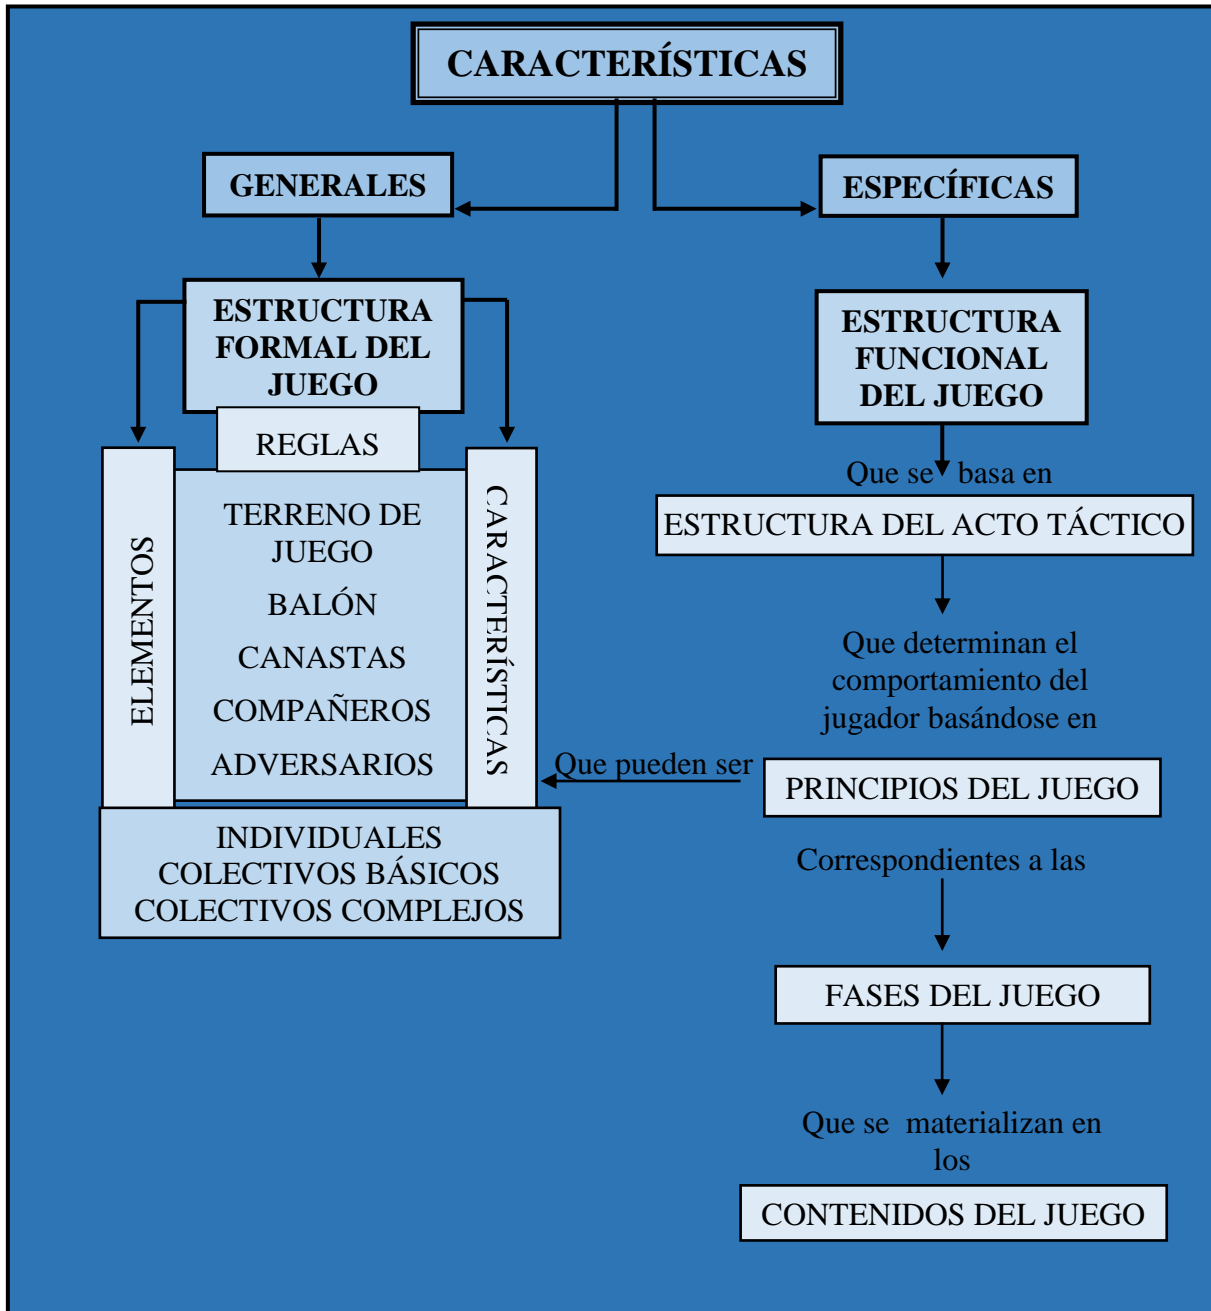 CARACTERÍSTICAS
GENERALES
ESTRUCTURA
FORMAL DEL
JUEGO
REGLAS
ELEMENTOS
TERRENO DE
JUEGO
BALÓN
CANASTAS
COMPAÑEROS
ADVERSARIOS
CARACTERÍSTICAS
INDIVIDUALES
COLECTIVOS BÁSICOS
COLECTIVOS COMPLEJOS
ESPECÍFICAS
ESTRUCTURA
FUNCIONAL
DEL JUEGO
Que se basa en
ESTRUCTURA DEL ACTO TÁCTICO
Que determinan el
comportamiento del
jugador basándose en
PRINCIPIOS DEL JUEGO
Que pueden ser
Correspondientes a las
FASES DEL JUEGO
Que se materializan en
los
CONTENIDOS DEL JUEGO